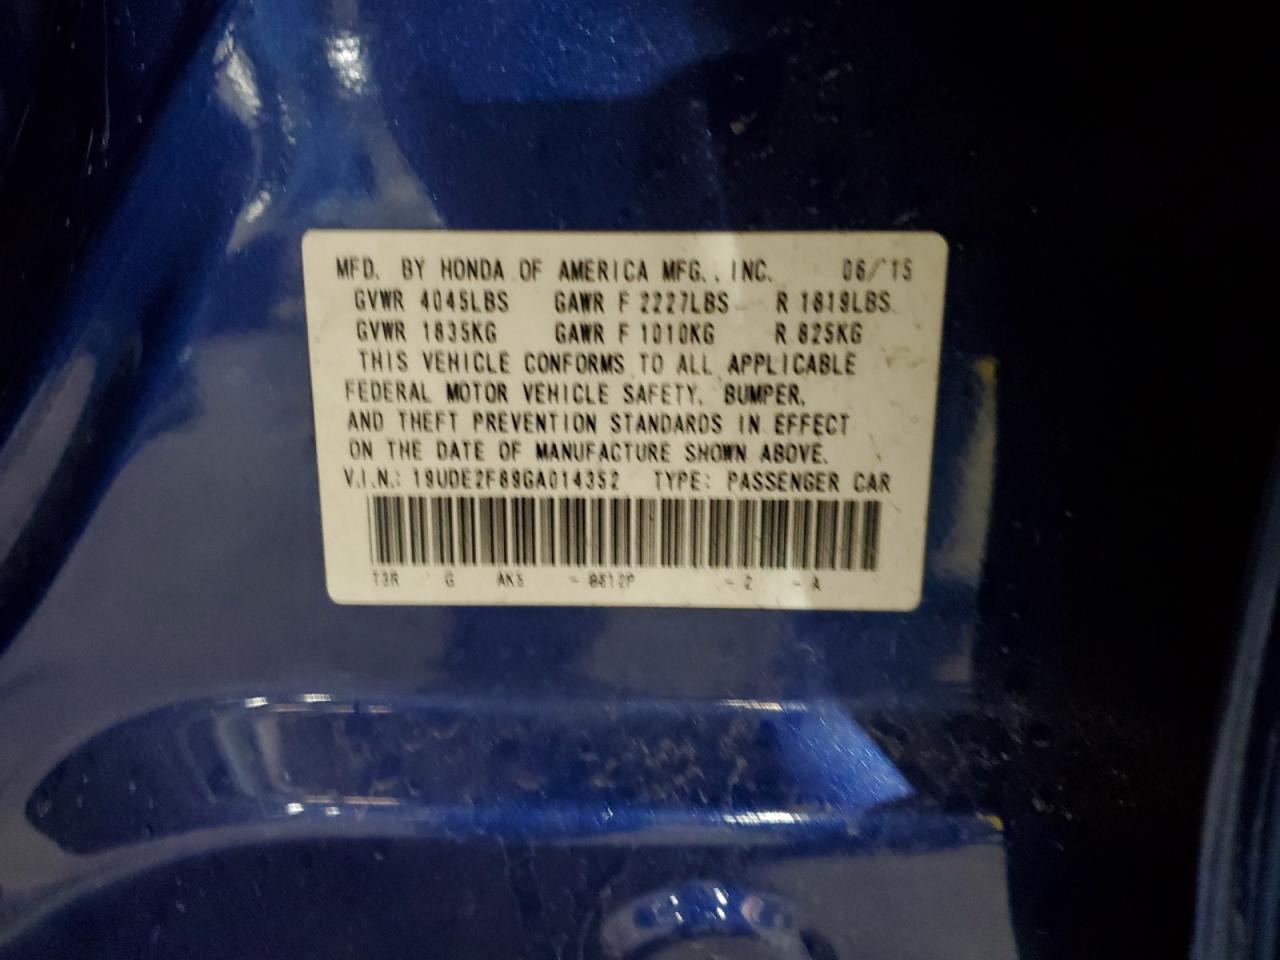 MFD. BY HONDA OF AMERICA MFG., INC. 06/15
GVWR 4045LBS GAWR F 2227LBS R 1819LBS
GVWR 1835KG GAWR F 1010KG R 825KG
THIS VEHICLE CONFORMS TO ALL APPLICABLE
FEDERAL MOTOR VEHICLE SAFETY, BUMPER,
AND THEFT PREVENTION STANDARDS IN EFFECT
ON THE DATE OF MANUFACTURE SHOWN ABOVE.
V.I.N.: 19UDE2F89GA014352 TYPE: PASSENGER CAR
T3R G - 2 - A